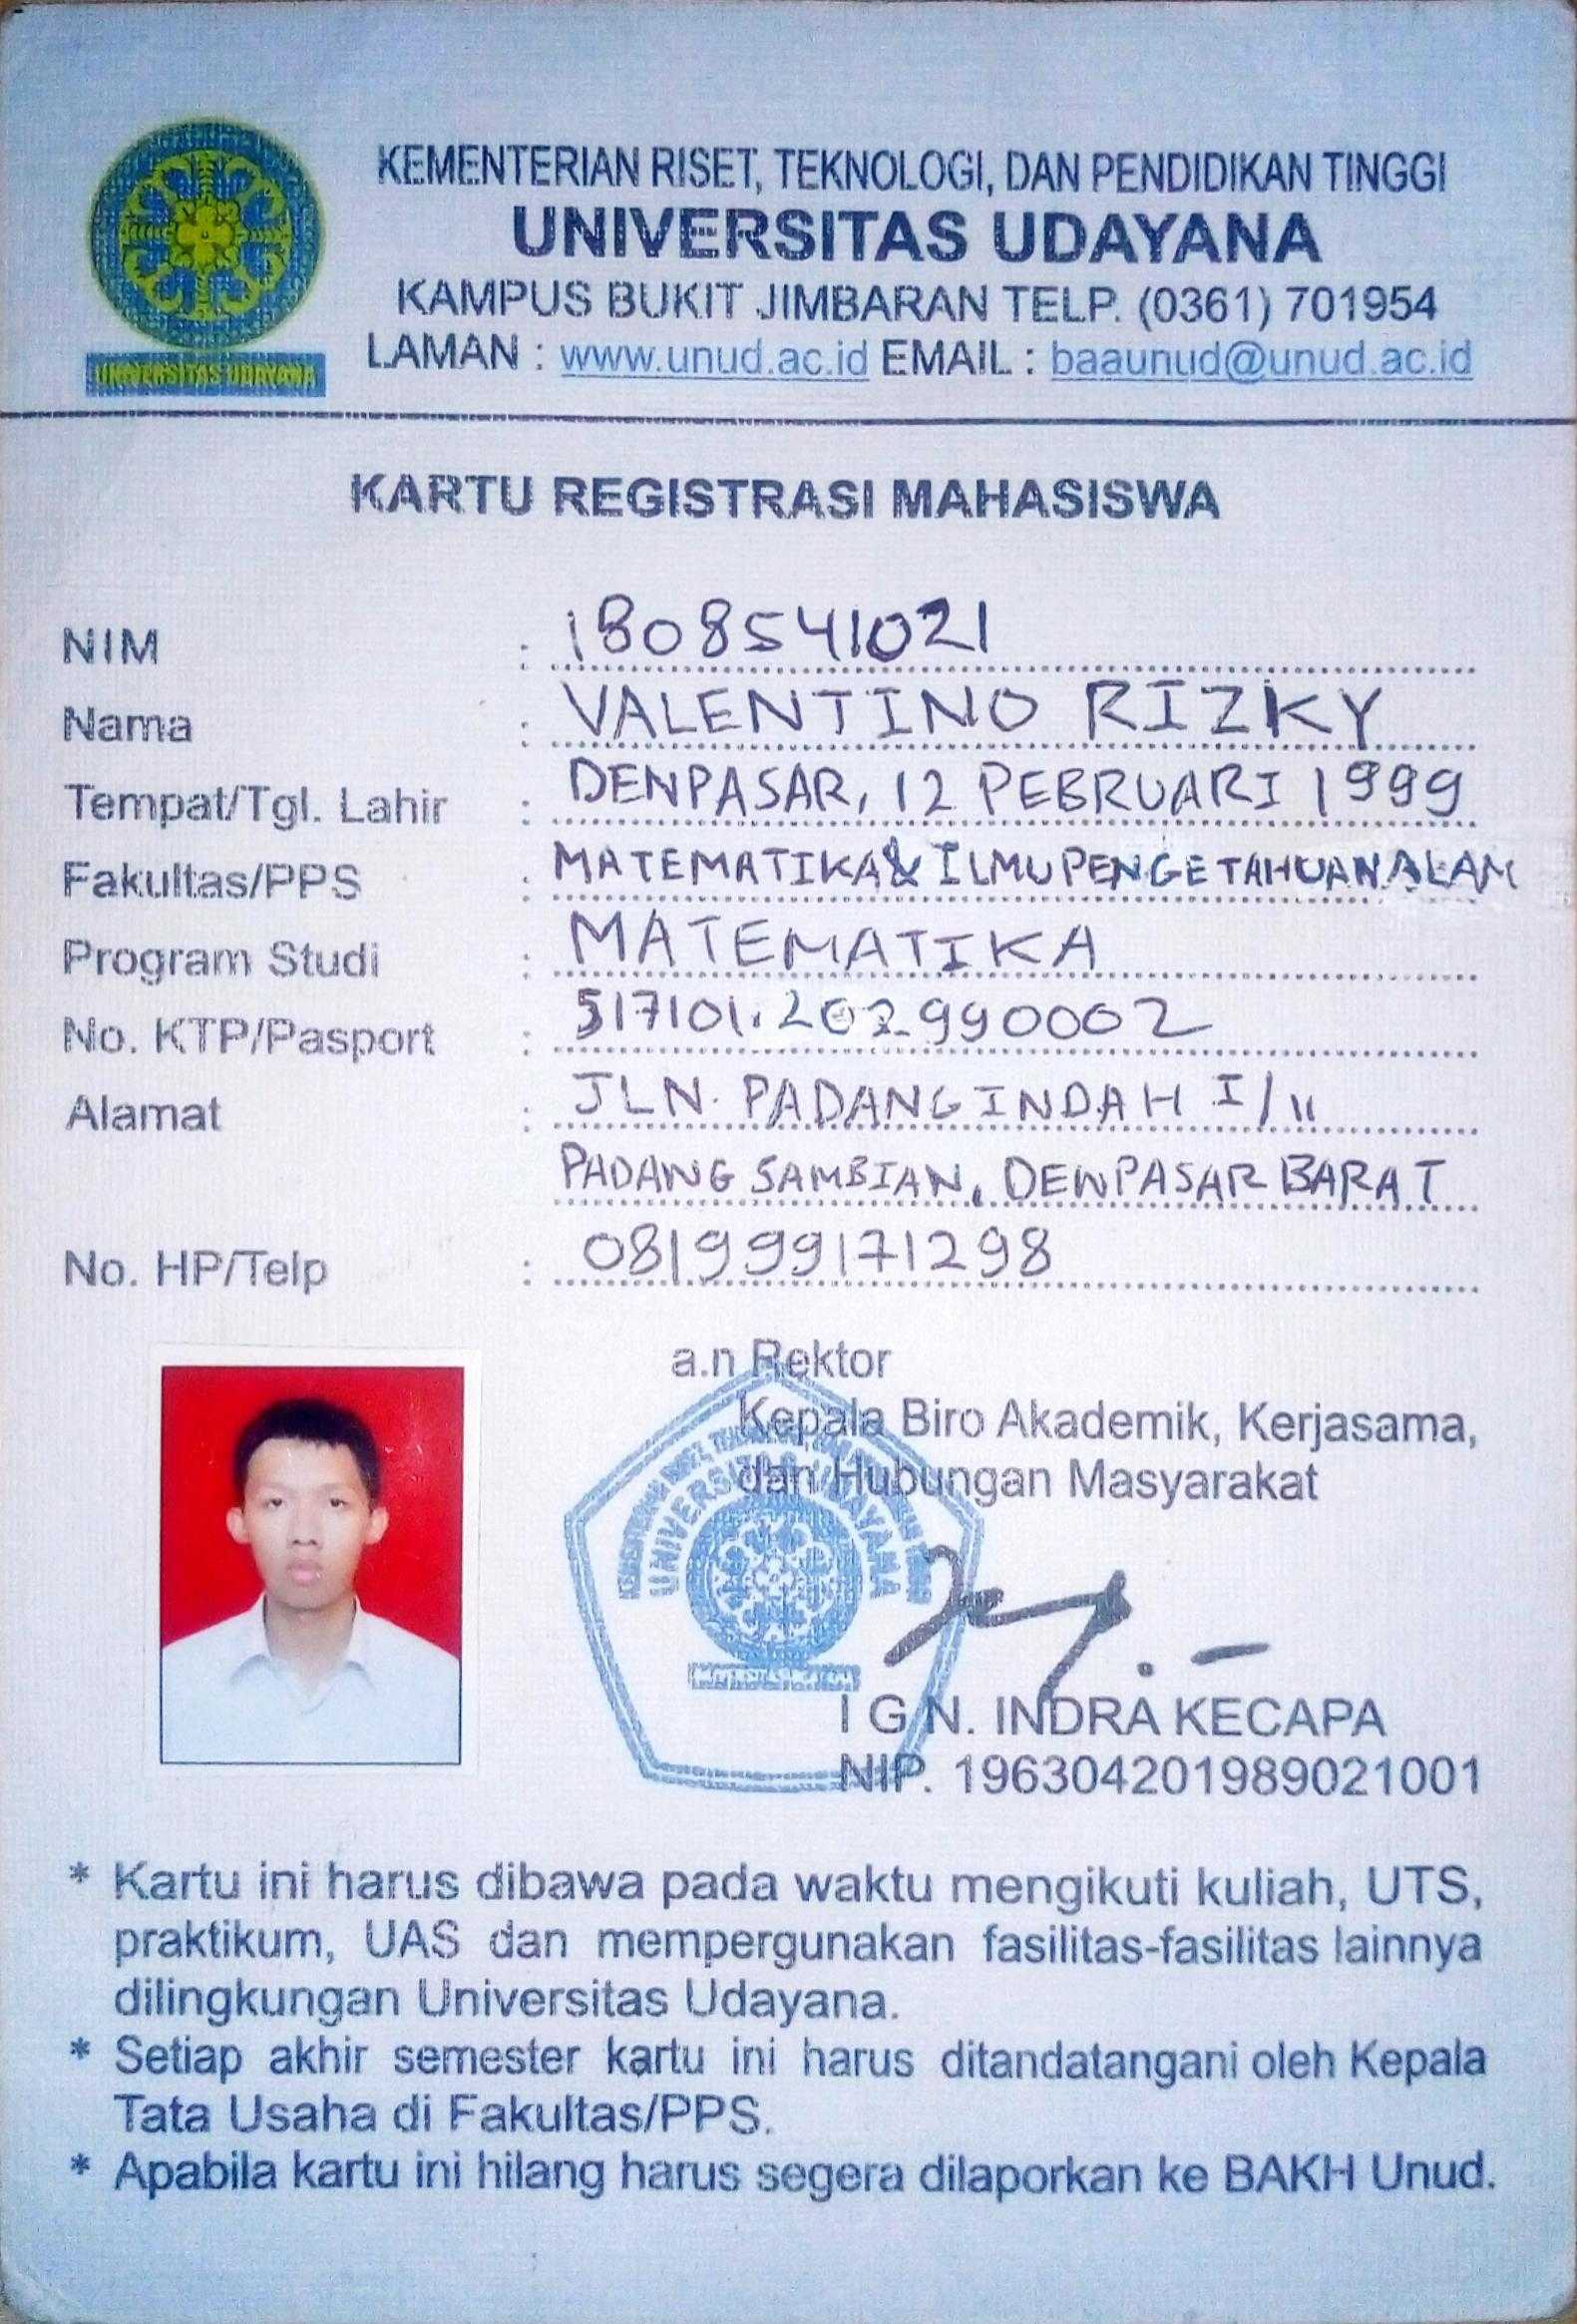 KEMENTERIAN RISET, TEKNOLOGI, DAN PENDIDIKAN TINGGI
UNIVERSITAS UDAYANA
KAMPUS BUKIT JIMBARAN TELP. (0361) 701954
LAMAN : www.unud.ac.id EMAIL : baaunud@unud.ac.id
UNIVERSITAS UDAYANA
KARTU REGISTRASI MAHASISWA
NIM : 1808541021
Nama : VALENTINO RIZKY
Tempat/Tgl. Lahir : DENPASAR, 12 PEBRUARI 1999
Fakultas/PPS : MATEMATIKA & ILMU PENGETAHUAN ALAM
Program Studi : MATEMATIKA
No. KTP/Pasport : 5171011202990002
Alamat : JLN. PADANG INDAH I/11
PADANG SAMBIAN, DENPASAR BARAT
No. HP/Telp : 081999171298
a.n Rektor
Kepala Biro Akademik, Kerjasama,
dan Hubungan Masyarakat
UNIVERSITAS UDAYANA
I G.N. INDRA KECAPA
NIP. 196304201989021001
* Kartu ini harus dibawa pada waktu mengikuti kuliah, UTS,
praktikum, UAS dan mempergunakan fasilitas-fasilitas lainnya
dilingkungan Universitas Udayana.
* Setiap akhir semester kartu ini harus ditandatangani oleh Kepala
Tata Usaha di Fakultas/PPS.
* Apabila kartu ini hilang harus segera dilaporkan ke BAKH Unud.